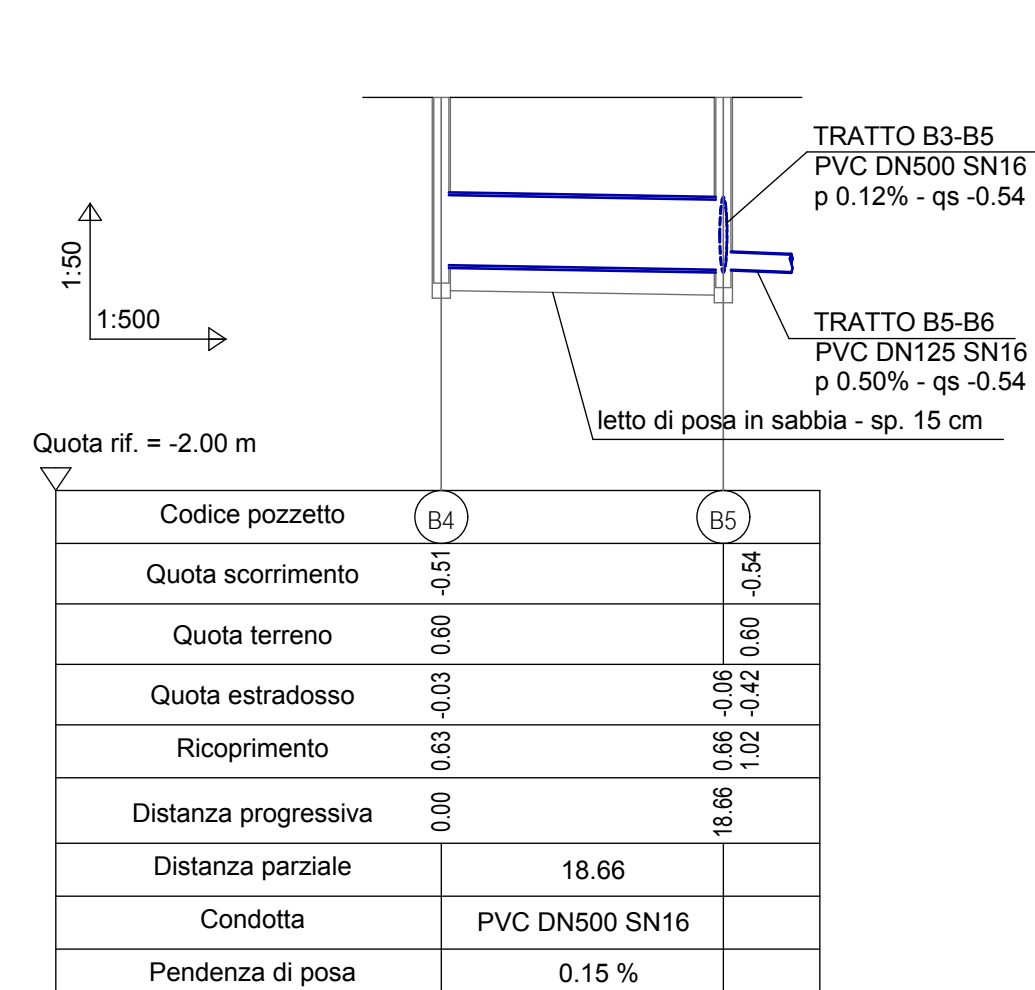 TRATTO B3-B5
PVC DN500 SN16
p 0.12% - qs -0.54
1:50
1:500
TRATTO B5-B6
PVC DN125 SN16
p 0.50% - qs -0.54
letto di posa in sabbia - sp. 15 cm
Quota rif. = -2.00 m
Codice pozzetto B4 B5
Quota scorrimento -0.51 -0.54
Quota terreno 0.60 0.60
Quota estradosso -0.03 -0.06 -0.42
Ricoprimento 0.63 0.66 1.02
Distanza progressiva 0.00 18.66
Distanza parziale 18.66
Condotta PVC DN500 SN16
Pendenza di posa 0.15 %